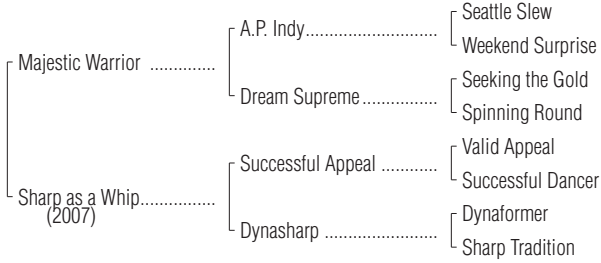 Seattle Slew
A.P. Indy..........................
Weekend Surprise
Majestic Warrior .............
Seeking the Gold
Dream Supreme...............
Spinning Round
Valid Appeal
Successful Appeal ...........
Successful Dancer
Sharp as a Whip...............
(2007)
Dynaformer
Dynasharp ......................
Sharp Tradition